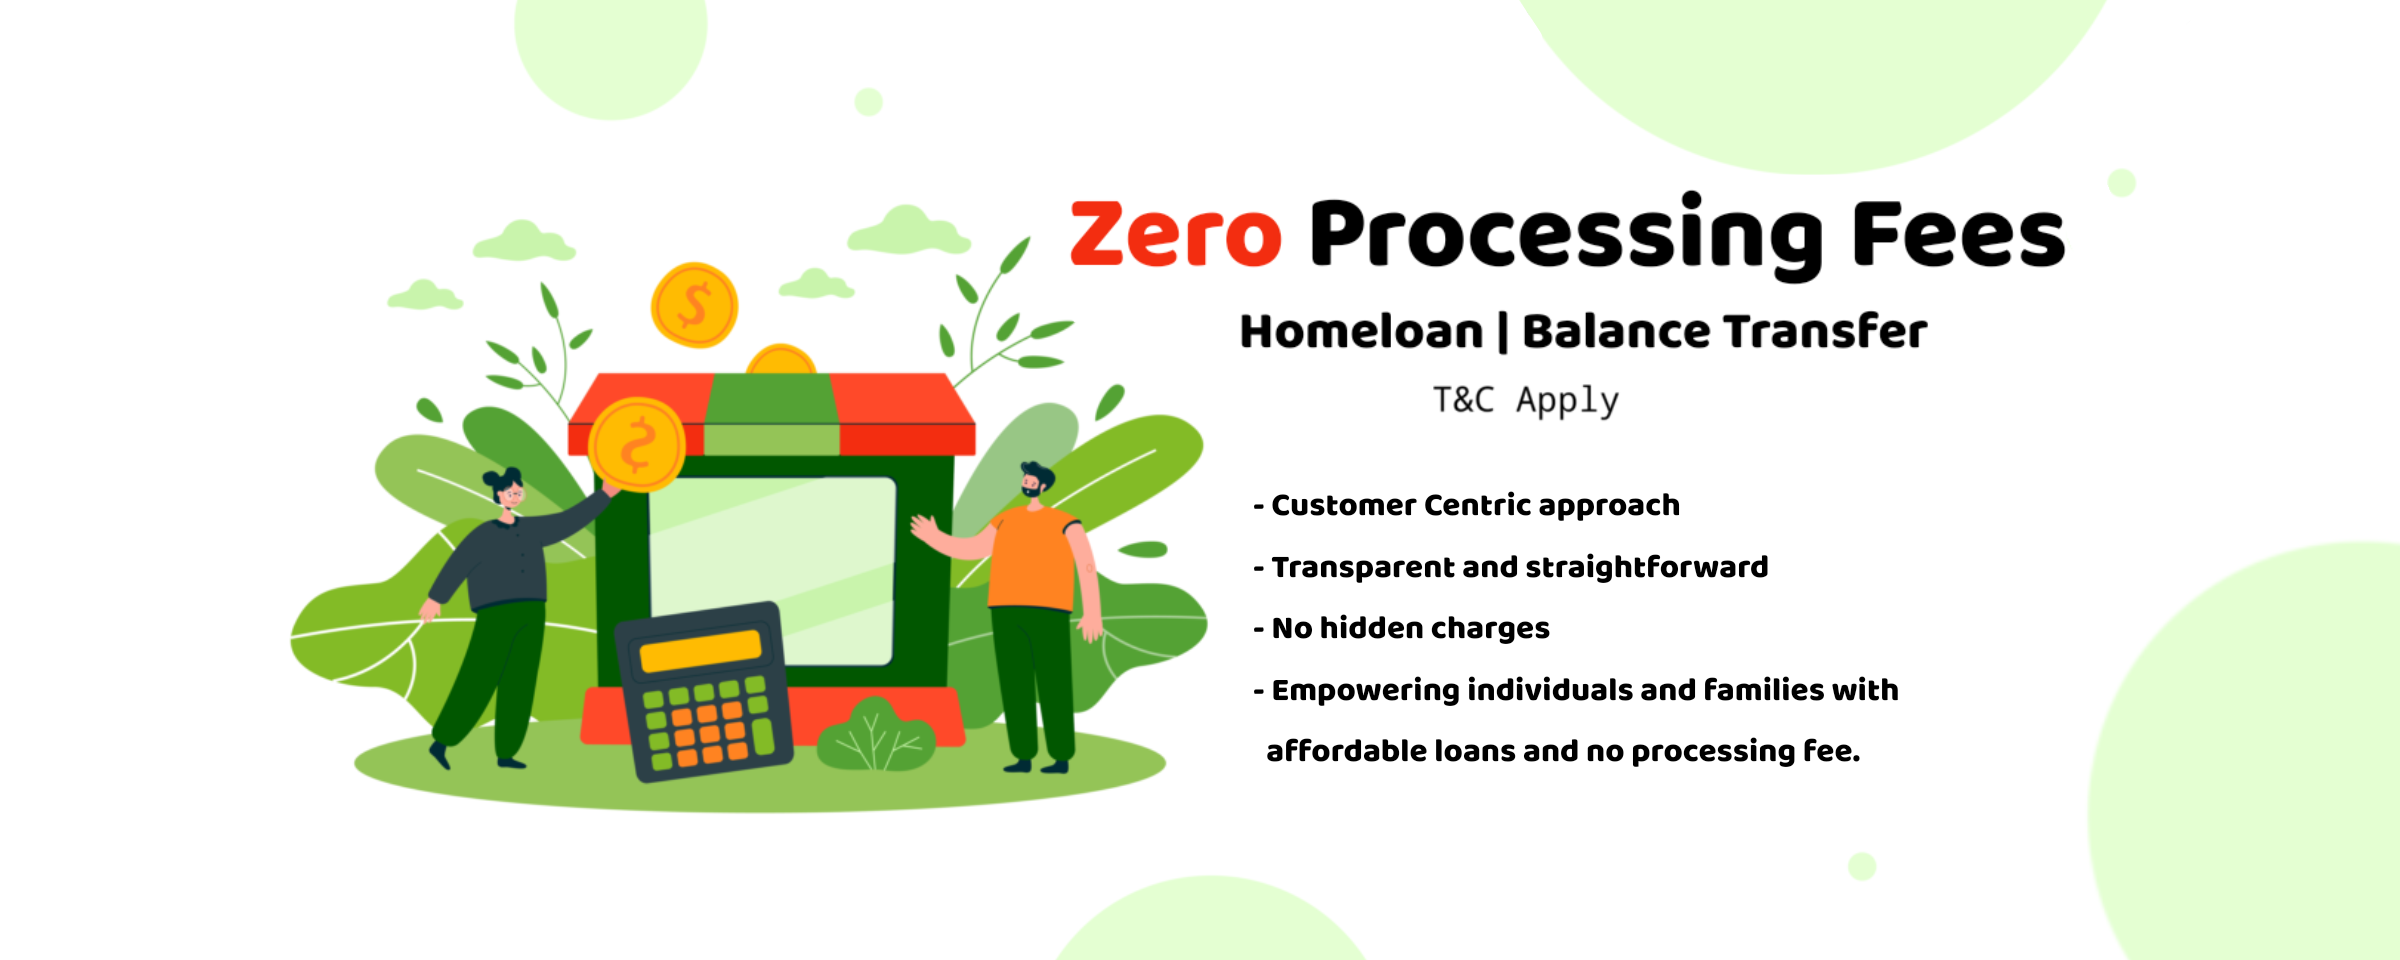 Zero Processing Fees
Homeloan | Balance Transfer
T&C Apply
- Customer Centric approach
- Transparent and straightforward
- No hidden charges
- Empowering individuals and families with
affordable loans and no processing fee.